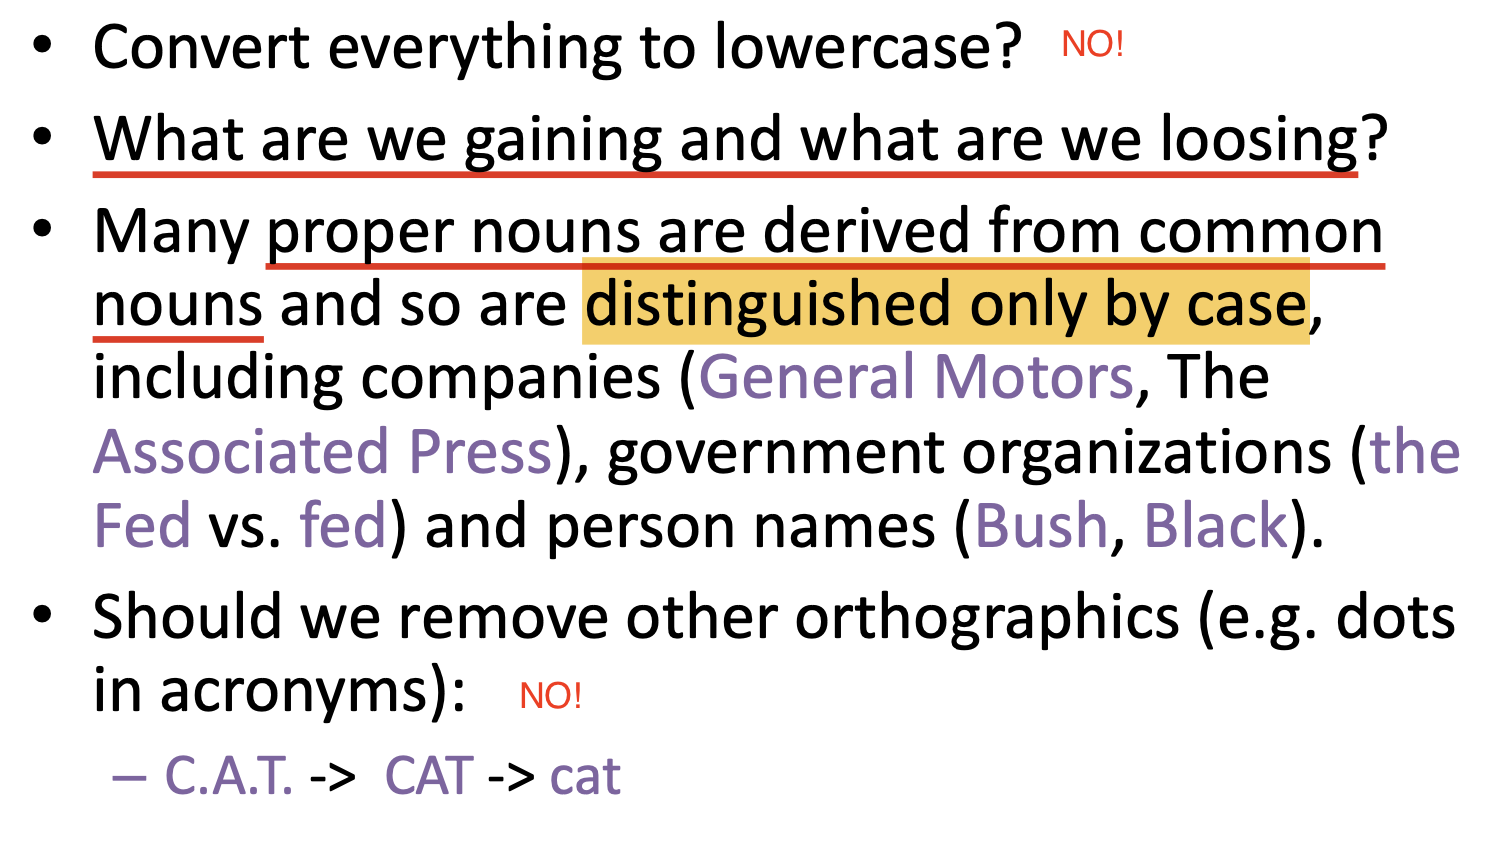 • Convert everything to lowercase? NO!
• What are we gaining and what are we loosing?
• Many proper nouns are derived from common
nouns and so are distinguished only by case,
including companies (General Motors, The
Associated Press), government organizations (the
Fed vs. fed) and person names (Bush, Black).
• Should we remove other orthographics (e.g. dots
in acronyms): NO!
– C.A.T. -> CAT -> cat